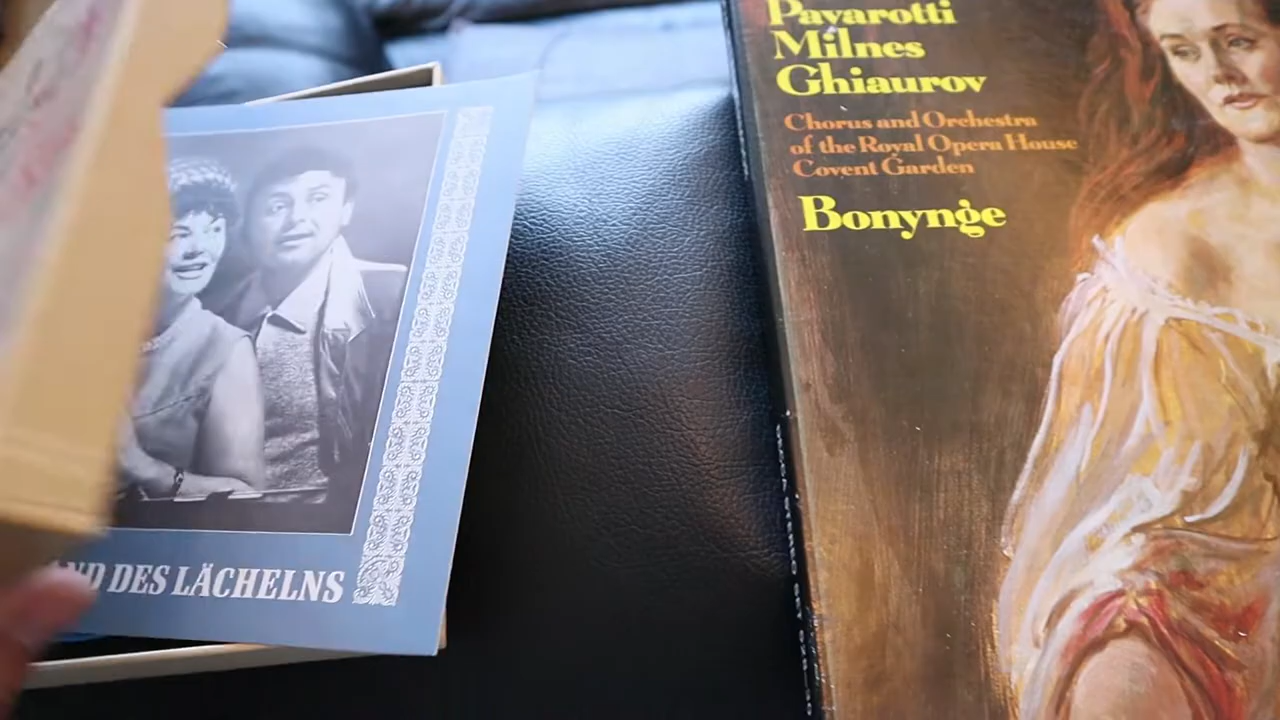 ND DES LÄCHELNS
Pavarotti
Milnes
Ghiaurov
Chorus and Orchestra
of the Royal Opera House
Covent Garden
Bonynge